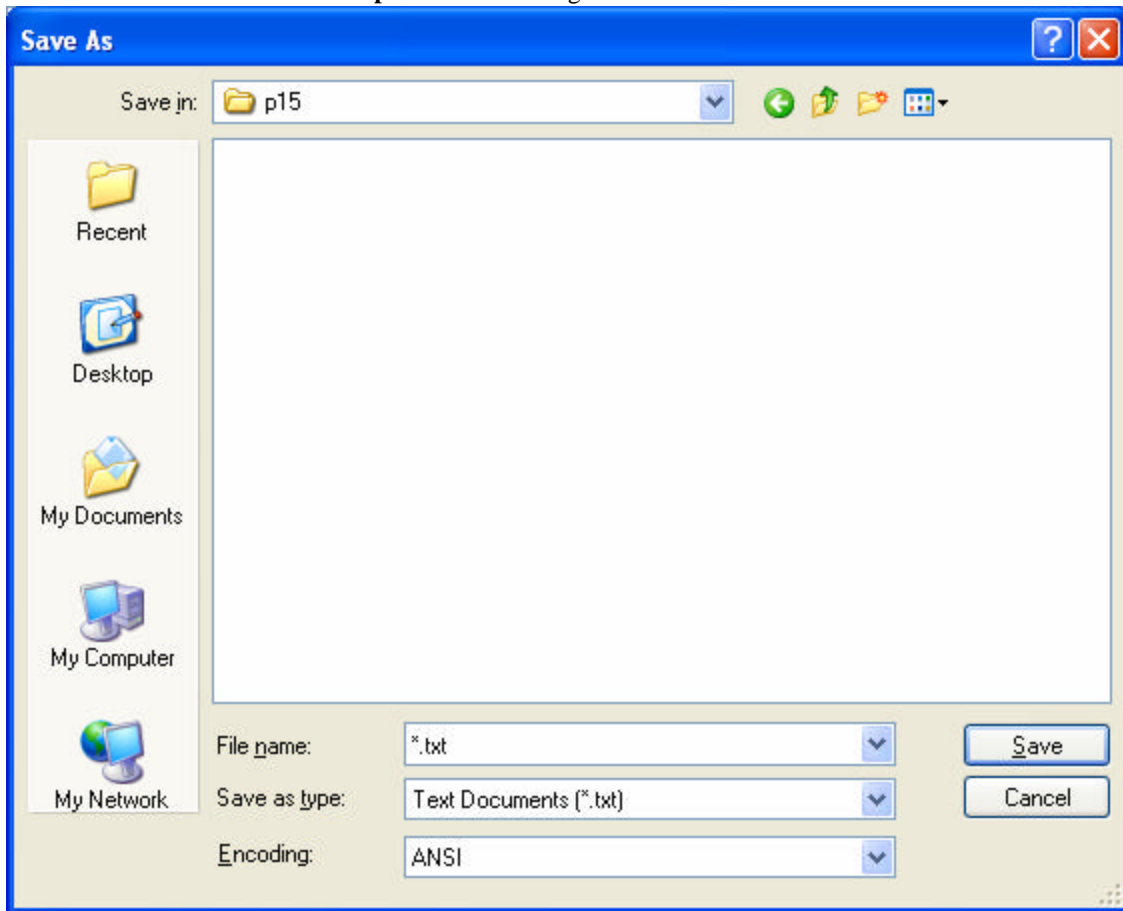 Save As
Save in: p15
Recent
Desktop
My Documents
My Computer
My Network
File name: *.txt Save
Save as type: Text Documents (*.txt) Cancel
Encoding: ANSI